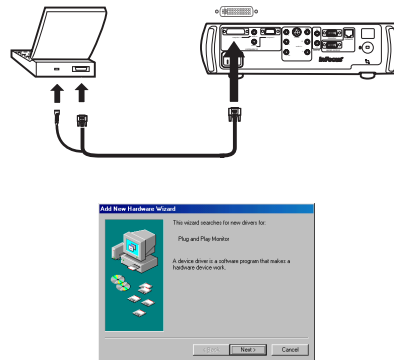 InFocus
Add New Hardware Wizard
This wizard searches for new drivers for:
Plug and Play Monitor
A device driver is a software program that makes a
hardware device work.
< Back
Next >
Cancel